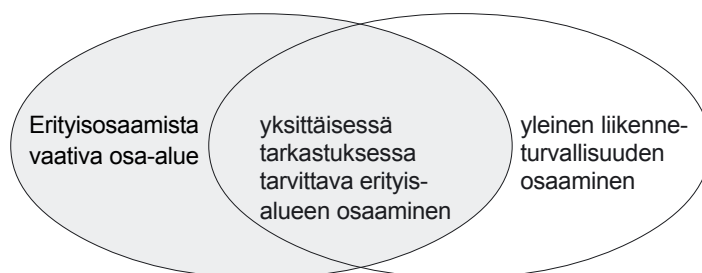 Erityisosaamista
vaativa osa-alue
yksittäisessä
tarkastuksessa
tarvittava erityis-
alueen osaaminen
yleinen liikenne-
turvallisuuden
osaaminen